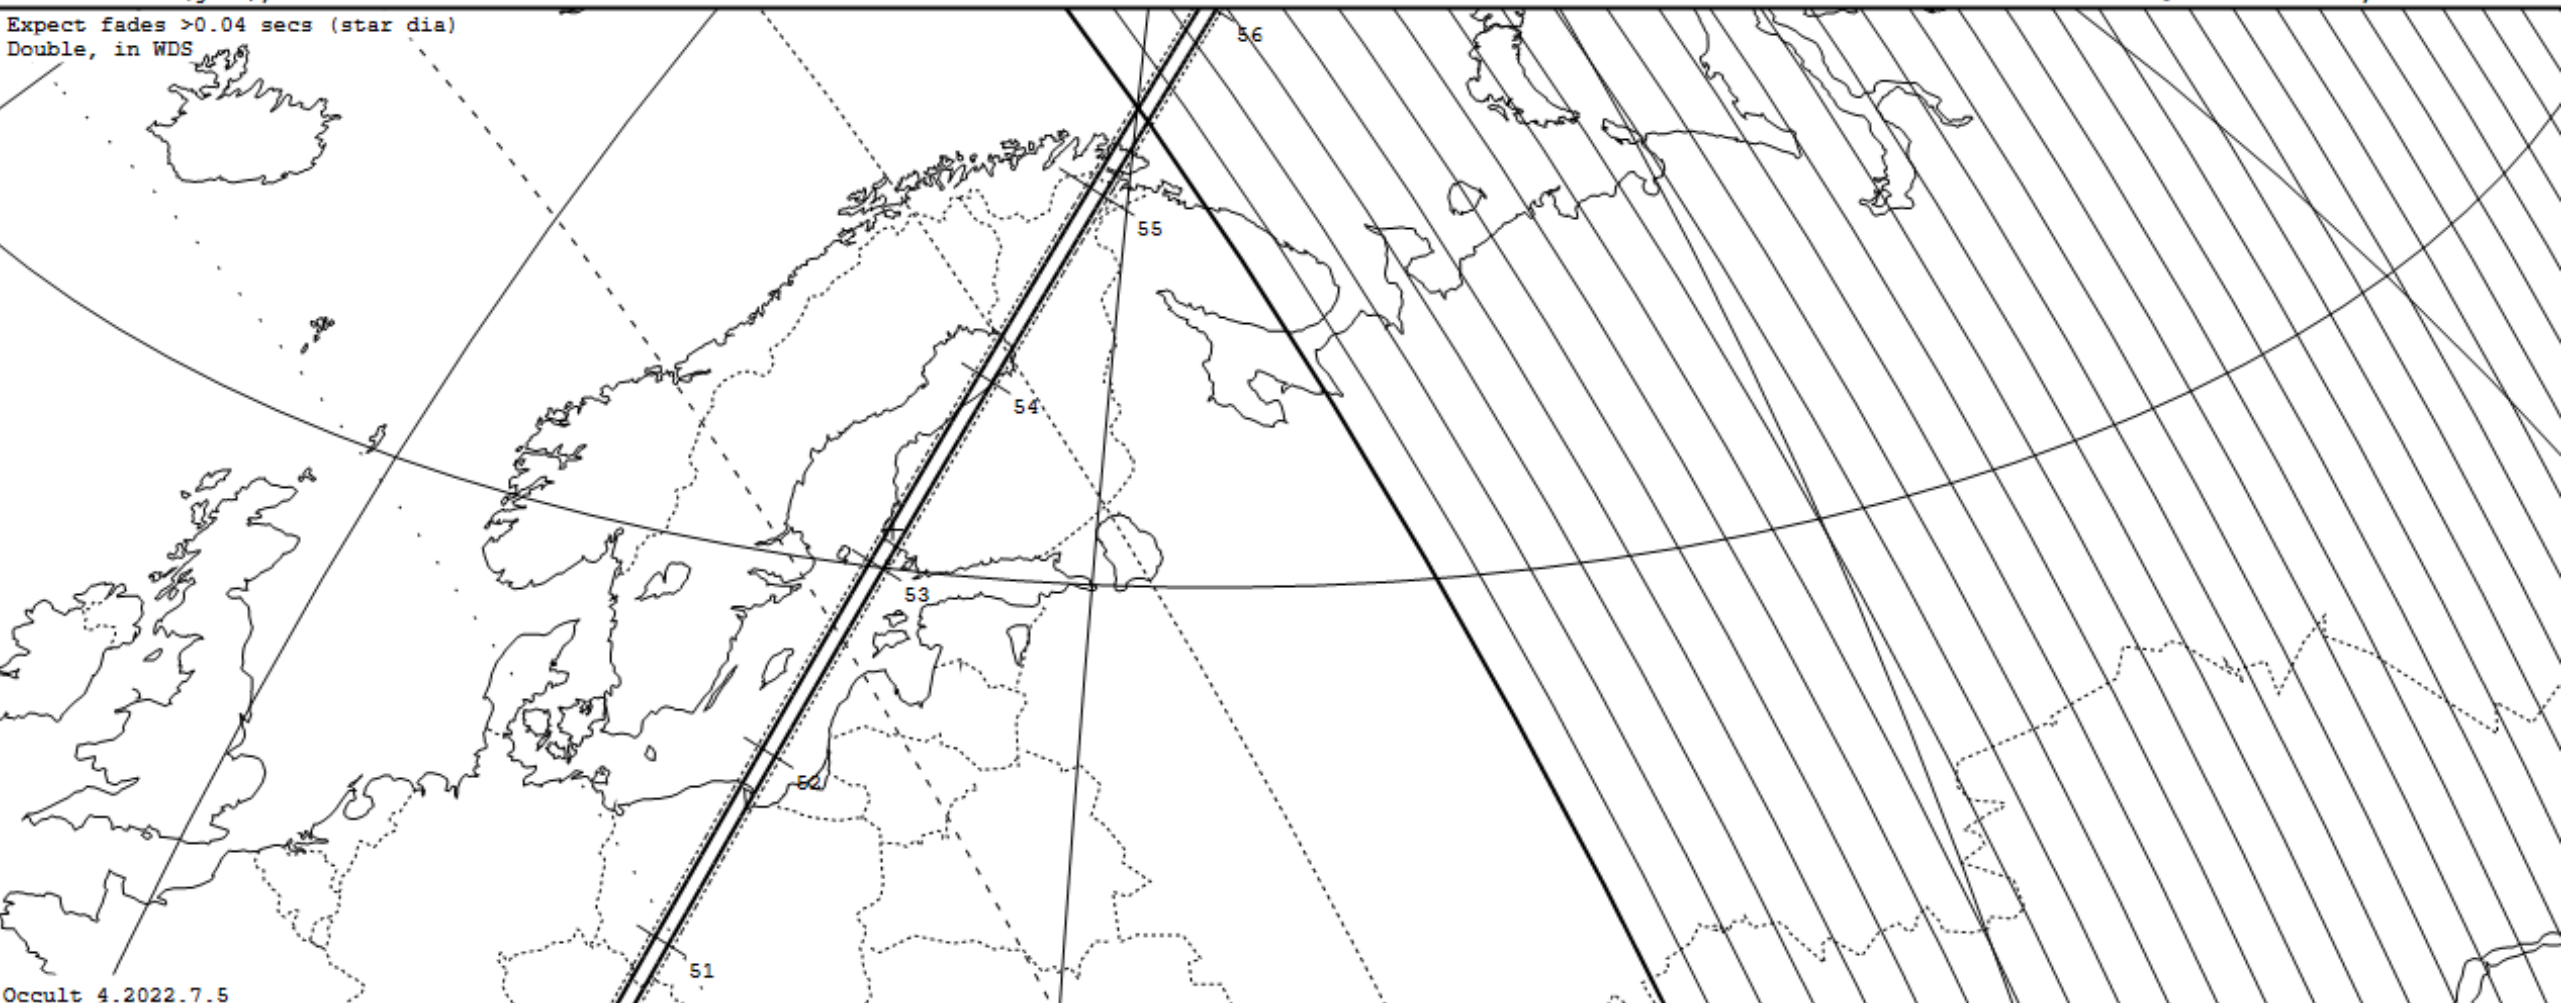 Expect fades >0.04 secs (star dia)
Double, in WDS
56
55
54
53
52
51
Occult 4.2022.7.5